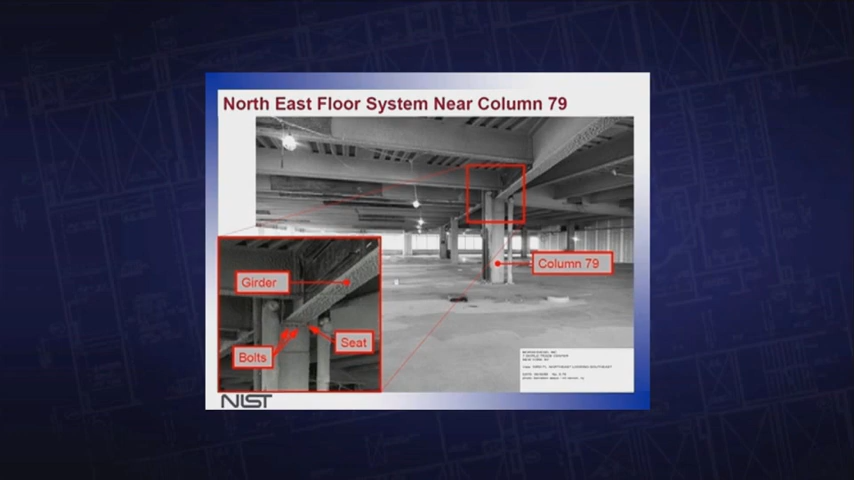 North East Floor System Near Column 79
Column 79
Girder
Seat
Bolts
NIST